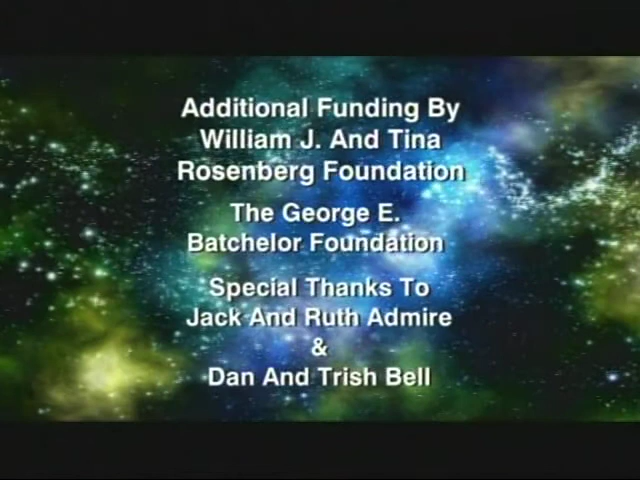 Additional Funding By
William J. And Tina
Rosenberg Foundation
The George E.
Batchelor Foundation
Special Thanks To
Jack And Ruth Admire
&
Dan And Trish Bell